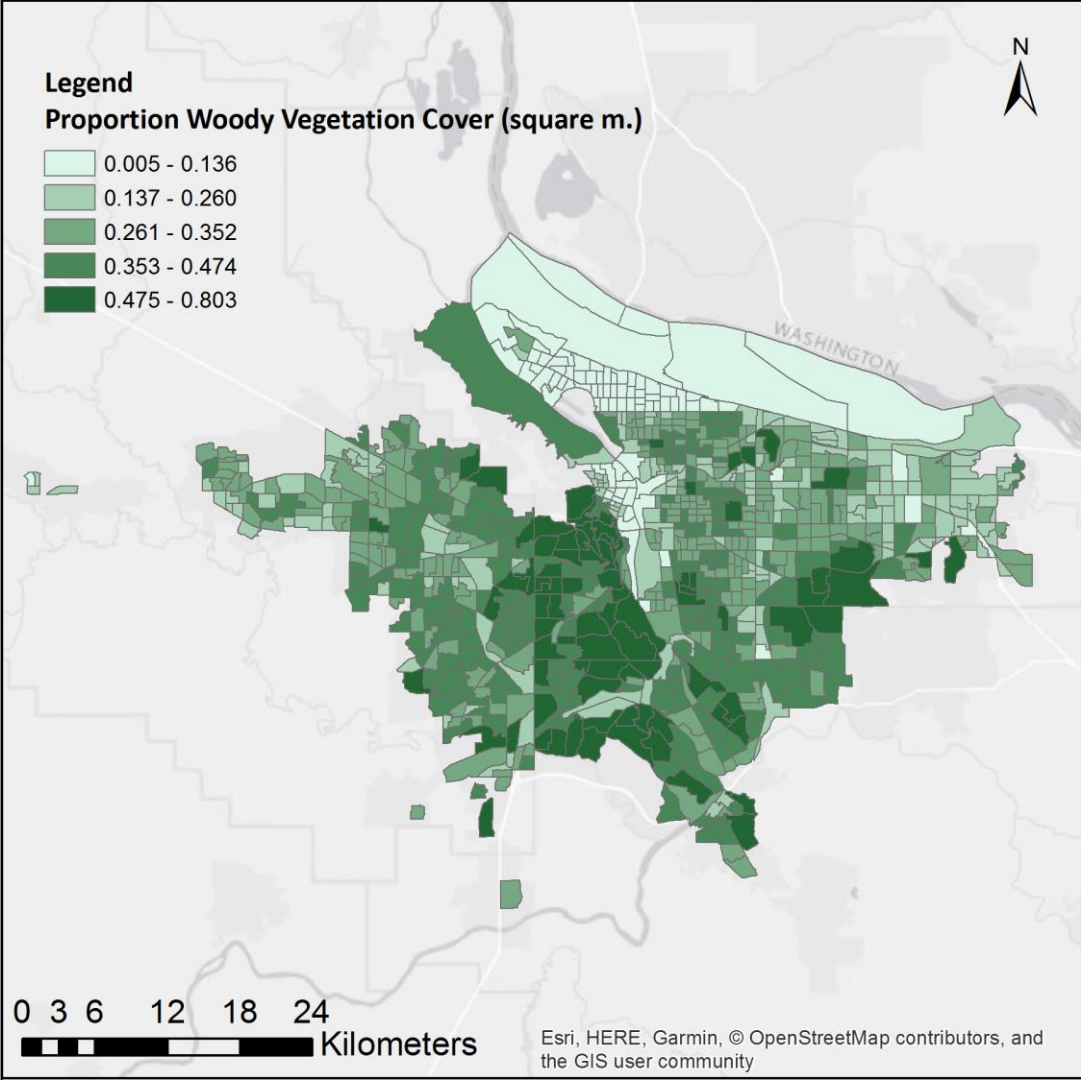 N
Legend
Proportion Woody Vegetation Cover (square m.)
0.005 - 0.136
0.137 - 0.260
0.261 - 0.352
0.353 - 0.474
0.475 - 0.803
WASHINGTON
0 3 6 12 18 24
Kilometers
Esri, HERE, Garmin, © OpenStreetMap contributors, and
the GIS user community